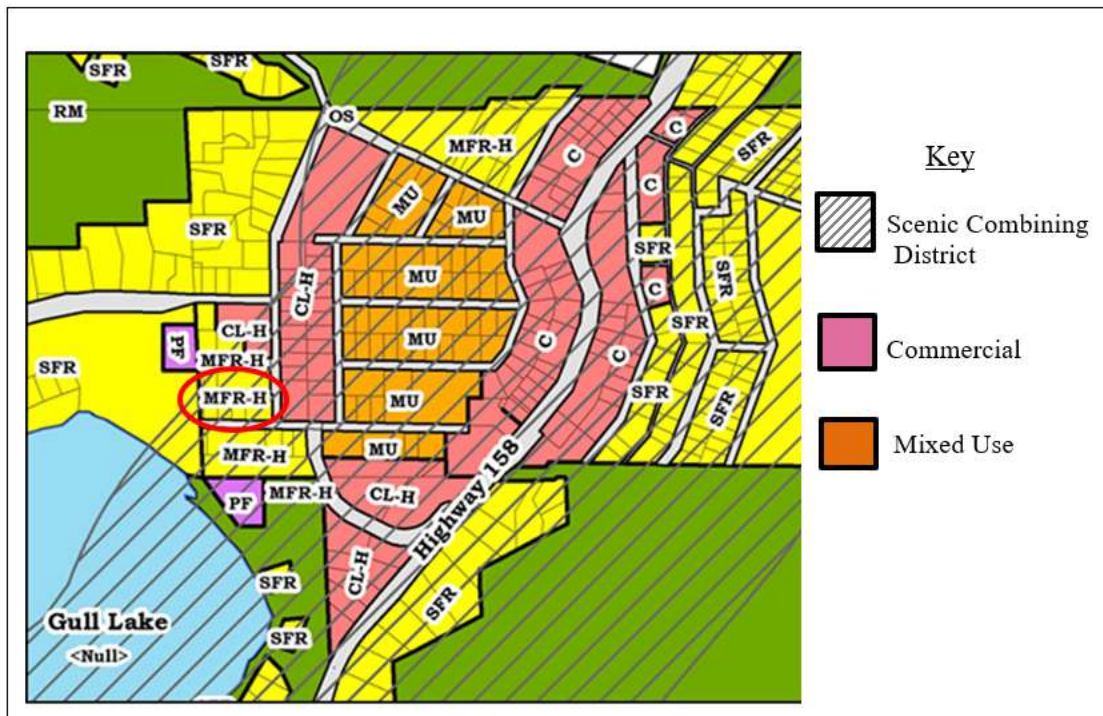 SFR
SFR
RM
OS
MFR-H
C
C
SFR
MU
MU
C
SFR
SFR
MU
SFR
CL-H
C
CL-H
MU
C
C
SFR
PF
MFR-H
SFR
SFR
MFR-H
MU
SFR
SFR
MFR-H
MU
Highway 158
PF
MFR-H
CL-H
CL-H
SFR
SFR
Gull Lake
<Null>
SFR
Key
Scenic Combining
District
Commercial
Mixed Use